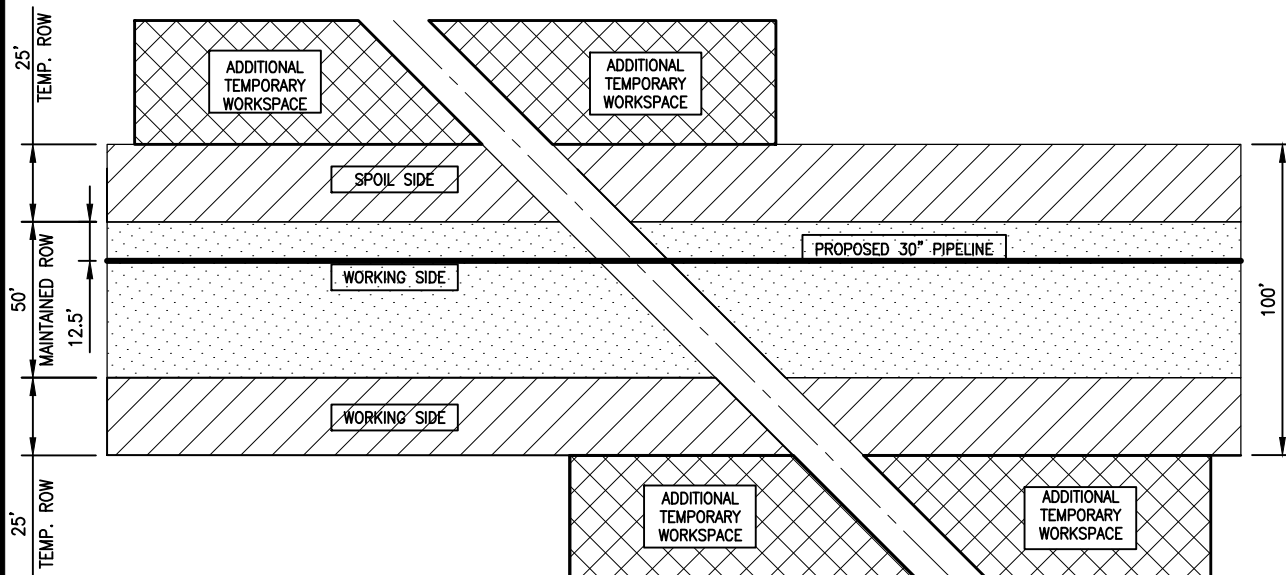 25'
TEMP. ROW
ADDITIONAL
TEMPORARY
WORKSPACE
ADDITIONAL
TEMPORARY
WORKSPACE
SPOIL SIDE
PROPOSED 30" PIPELINE
WORKING SIDE
50'
MAINTAINED ROW
12.5'
100'
WORKING SIDE
25'
TEMP. ROW
ADDITIONAL
TEMPORARY
WORKSPACE
ADDITIONAL
TEMPORARY
WORKSPACE